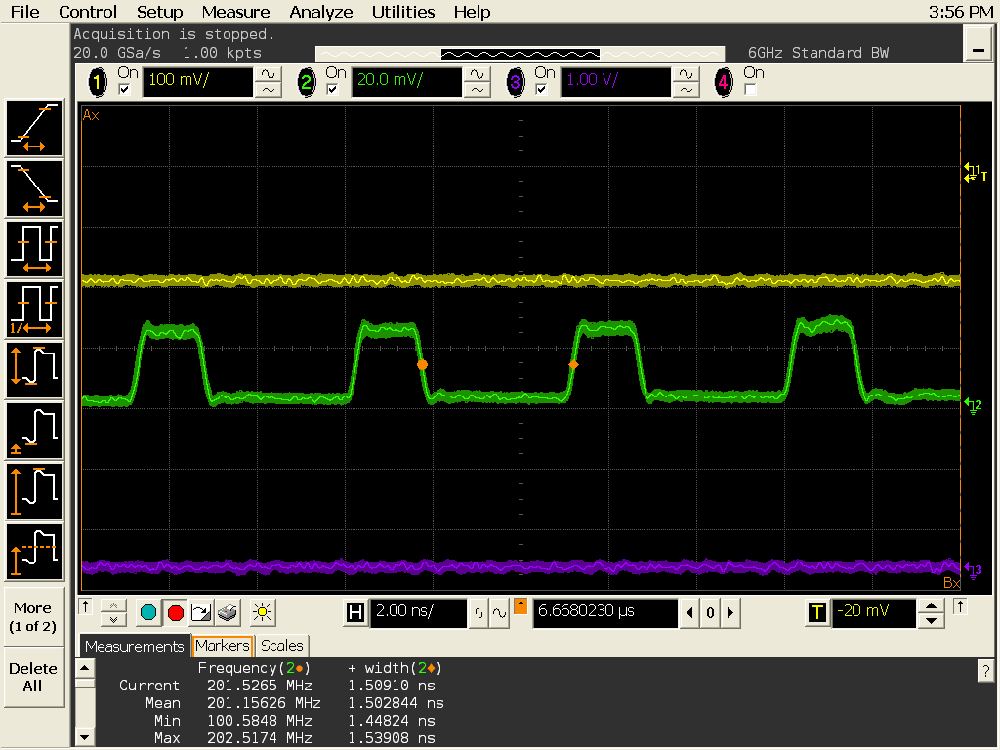 File Control Setup Measure Analyze Utilities Help 3:56 PM
Acquisition is stopped.
20.0 GSa/s 1.00 kpts 6GHz Standard BW
1 On 100 mV/ 2 On 20.0 mV/ 3 On 1.00 V/ 4 On
Ax
1
T
2
3
Bx
1/
More
(1 of 2)
Delete
All
H 2.00 ns/ 6.6680230 µs 0 T -20 mV
Measurements Markers Scales
Frequency(2●) + width(2♦) ?
Current 201.5265 MHz 1.50910 ns
Mean 201.15626 MHz 1.502844 ns
Min 100.5848 MHz 1.44824 ns
Max 202.5174 MHz 1.53908 ns